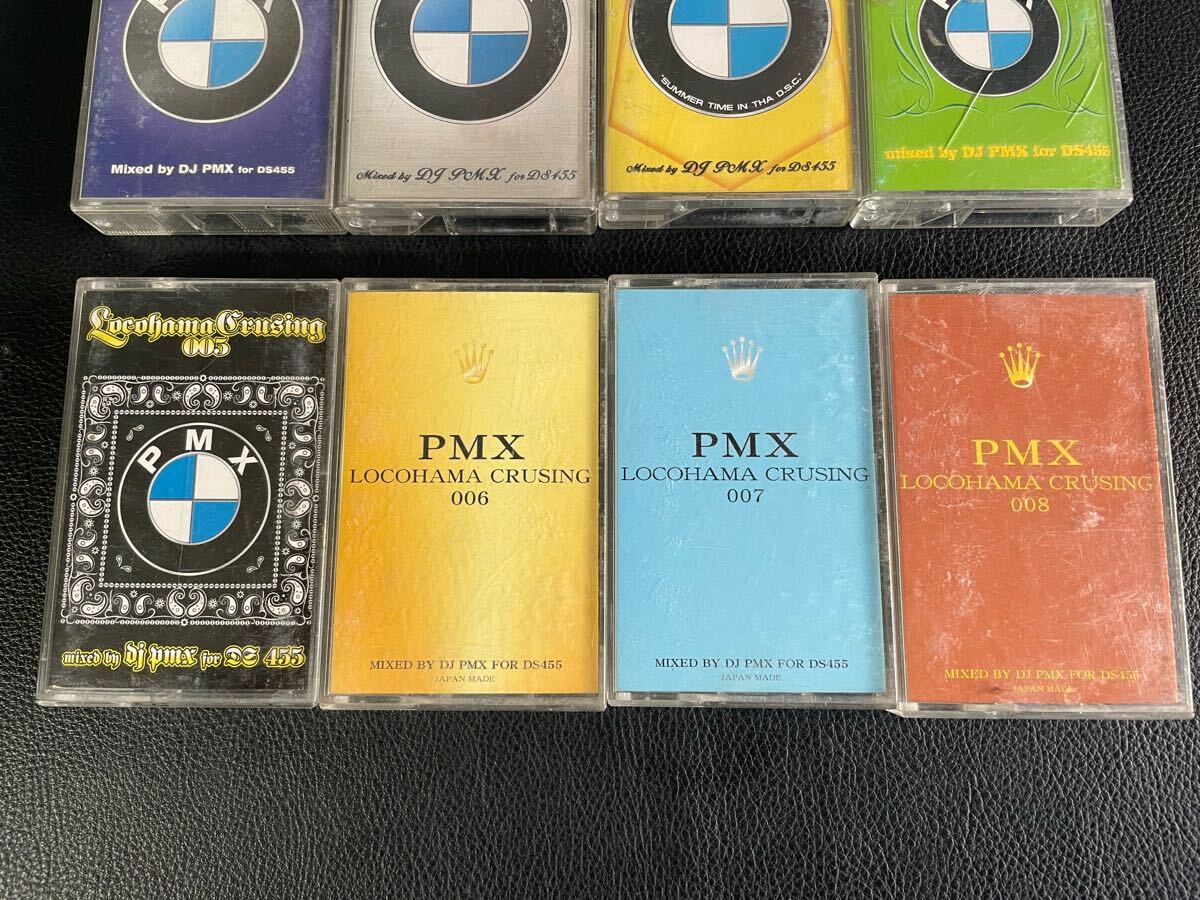 Mixed by DJ PMX for DS455
Mixed by DJ PMX for DS455
"SUMMER TIME IN THA D.S.C."
Mixed by DJ PMX for DS455
mixed by DJ PMX for DS455
Locohama Crusing
005
PMX
mixed by dj pmx for DS 455
PMX
LOCOHAMA CRUSING
006
MIXED BY DJ PMX FOR DS455
JAPAN MADE
PMX
LOCOHAMA CRUSING
007
MIXED BY DJ PMX FOR DS455
JAPAN MADE
PMX
LOCOHAMA CRUSING
008
MIXED BY DJ PMX FOR DS455
JAPAN MADE